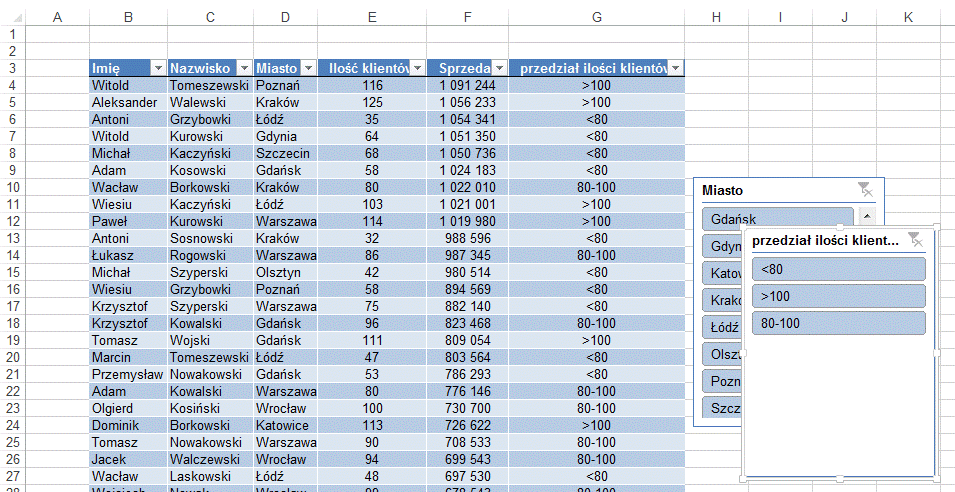 A B C D E F G H I J K
1
2
3 Imię Nazwisko Miasto Ilość klientów Sprzeda przedział ilości klientów
4 Witold Tomeszewski Poznań 116 1 091 244 >100
5 Aleksander Walewski Kraków 125 1 056 233 >100
6 Antoni Grzybowki Łódź 35 1 054 341 <80
7 Witold Kurowski Gdynia 64 1 051 350 <80
8 Michał Kaczyński Szczecin 68 1 050 736 <80
9 Adam Kosowski Gdańsk 58 1 024 183 <80
10 Wacław Borkowski Kraków 80 1 022 010 80-100
11 Wiesiu Kaczyński Łódź 103 1 021 001 >100
12 Paweł Kurowski Warszawa 114 1 019 980 >100
13 Antoni Sosnowski Kraków 32 988 596 <80
14 Łukasz Rogowski Warszawa 86 987 345 80-100
15 Michał Szyperski Olsztyn 42 980 514 <80
16 Wiesiu Grzybowki Poznań 58 894 569 <80
17 Krzysztof Szyperski Warszawa 75 882 140 <80
18 Krzysztof Kowalski Gdańsk 96 823 468 80-100
19 Tomasz Wojski Gdańsk 111 809 054 >100
20 Marcin Tomeszewski Łódź 47 803 564 <80
21 Przemysław Nowakowski Gdańsk 53 786 293 <80
22 Adam Kowalski Warszawa 80 776 146 80-100
23 Olgierd Kosiński Wrocław 100 730 700 80-100
24 Dominik Borkowski Katowice 113 726 622 >100
25 Tomasz Nowakowski Warszawa 90 708 533 80-100
26 Jacek Walczewski Wrocław 94 699 543 80-100
27 Wacław Laskowski Łódź 48 697 530 <80
28
Miasto
Gdańsk
Gdyn
Katow
Krako
Łódź
Olsz
Pozn
Szcz
przedział ilości klient...
<80
>100
80-100